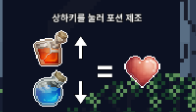 상하키를 눌러 포션 제조
=